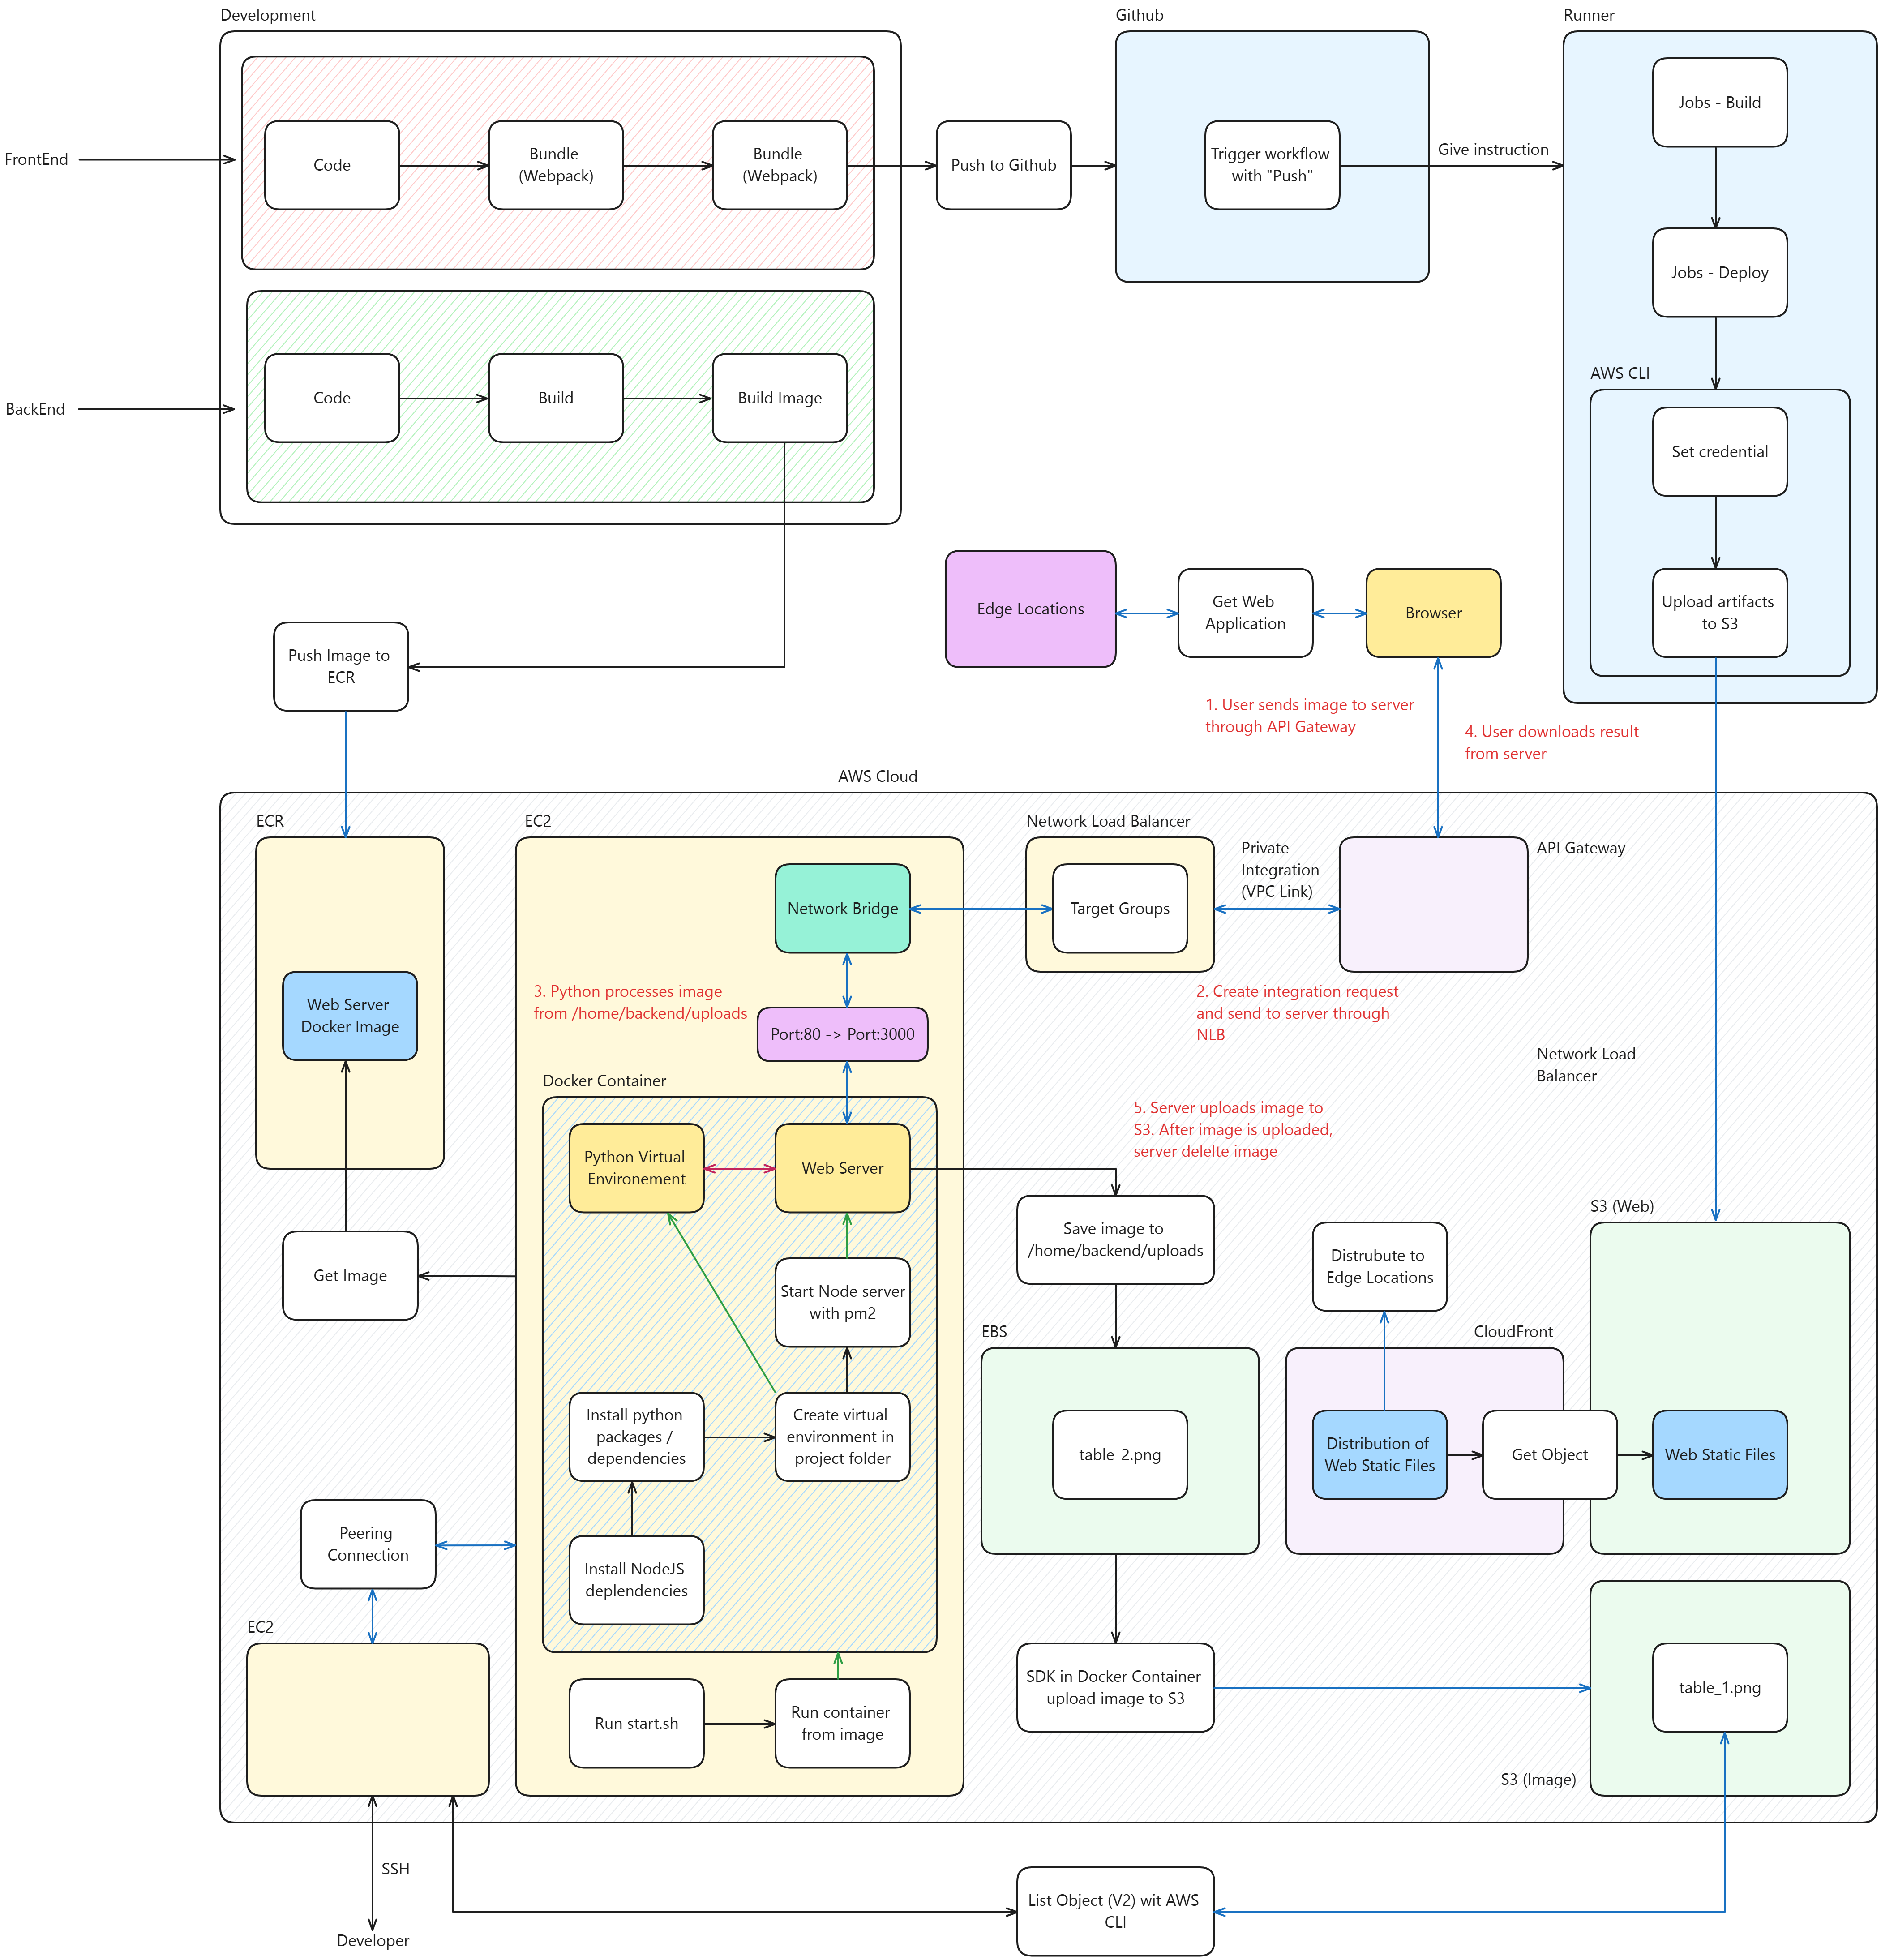 Development
Github
Runner
FrontEnd
Code
Bundle
(Webpack)
Bundle
(Webpack)
Push to Github
Trigger workflow
with "Push"
Give instruction
Jobs - Build
Jobs - Deploy
AWS CLI
Set credential
Upload artifacts
to S3
BackEnd
Code
Build
Build Image
Edge Locations
Get Web
Application
Browser
Push Image to
ECR
1. User sends image to server
through API Gateway
4. User downloads result
from server
AWS Cloud
ECR
Web Server
Docker Image
Get Image
EC2
Network Bridge
3. Python processes image
from /home/backend/uploads
Port:80 -> Port:3000
Docker Container
Python Virtual
Environement
Web Server
Start Node server
with pm2
Install python
packages /
dependencies
Create virtual
environment in
project folder
Install NodeJS
deplendencies
Run start.sh
Run container
from image
Network Load Balancer
Target Groups
Private
Integration
(VPC Link)
API Gateway
2. Create integration request
and send to server through
NLB
Network Load
Balancer
5. Server uploads image to
S3. After image is uploaded,
server delelte image
Save image to
/home/backend/uploads
EBS
table_2.png
Distrubute to
Edge Locations
CloudFront
Distribution of
Web Static Files
Get Object
S3 (Web)
Web Static Files
Peering
Connection
EC2
SDK in Docker Container
upload image to S3
table_1.png
S3 (Image)
SSH
Developer
List Object (V2) wit AWS
CLI